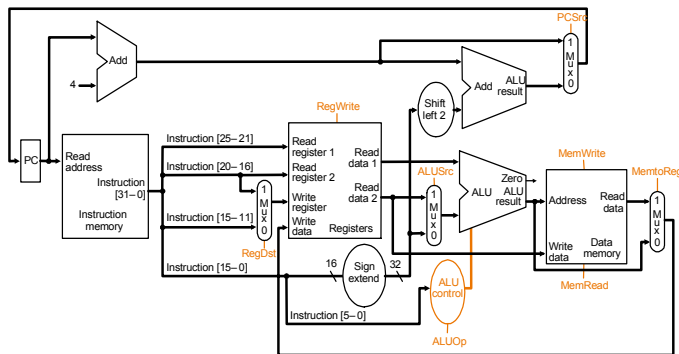 PCSrc
Add
4
1
M
u
x
0
Add
ALU
result
Shift
left 2
RegWrite
PC
Read
address
Instruction
[31–0]
Instruction
memory
Instruction [25–21]
Instruction [20–16]
Instruction [15–11]
Instruction [15–0]
Instruction [5–0]
1
M
u
x
0
RegDst
Read
register 1
Read
register 2
Write
register
Write
data
Read
data 1
Read
data 2
Registers
16
Sign
extend
32
ALUSrc
1
M
u
x
0
Zero
ALU
ALU
result
ALU
control
ALUOp
MemWrite
Address
Read
data
Write
data
Data
memory
MemRead
MemtoReg
1
M
u
x
0